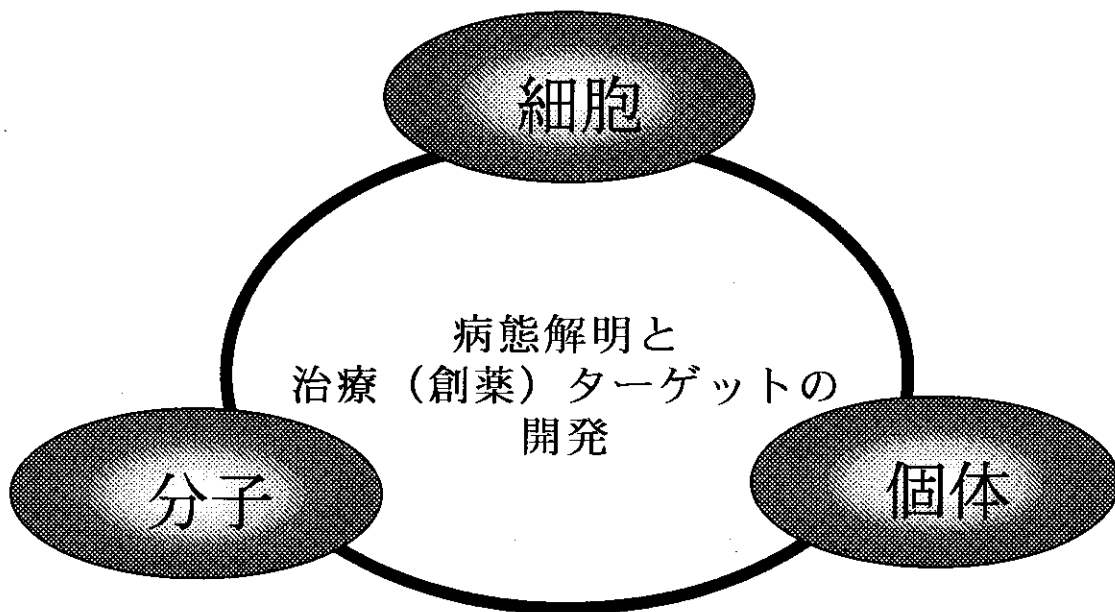 細胞
病態解明と
治療（創薬）ターゲットの
開発
分子
個体